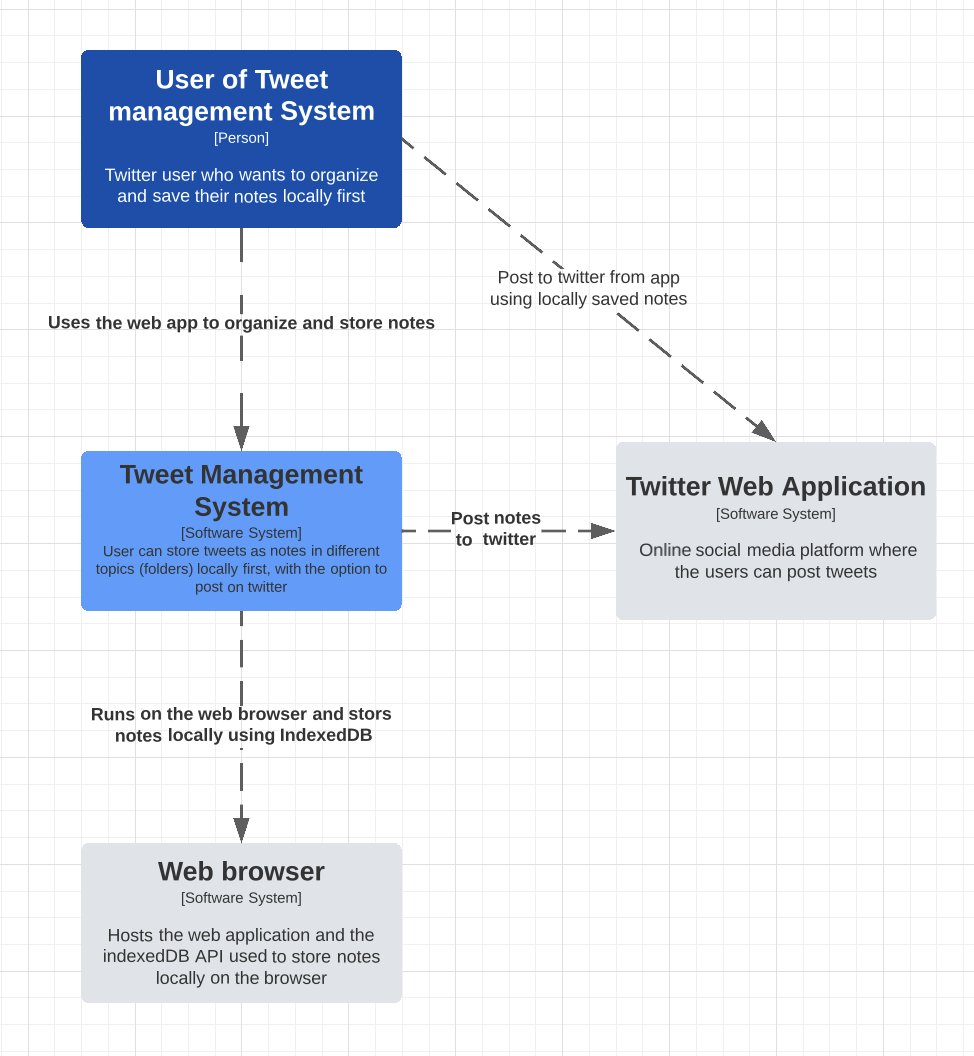 User of Tweet
management System
[Person]
Twitter user who wants to organize
and save their notes locally first
Post to twitter from app
using locally saved notes
Uses the web app to organize and store notes
Tweet Management
System
[Software System]
User can store tweets as notes in different
topics (folders) locally first, with the option to
post on twitter
Post notes
to twitter
Twitter Web Application
[Software System]
Online social media platform where
the users can post tweets
Runs on the web browser and stors
notes locally using IndexedDB
Web browser
[Software System]
Hosts the web application and the
indexedDB API used to store notes
locally on the browser